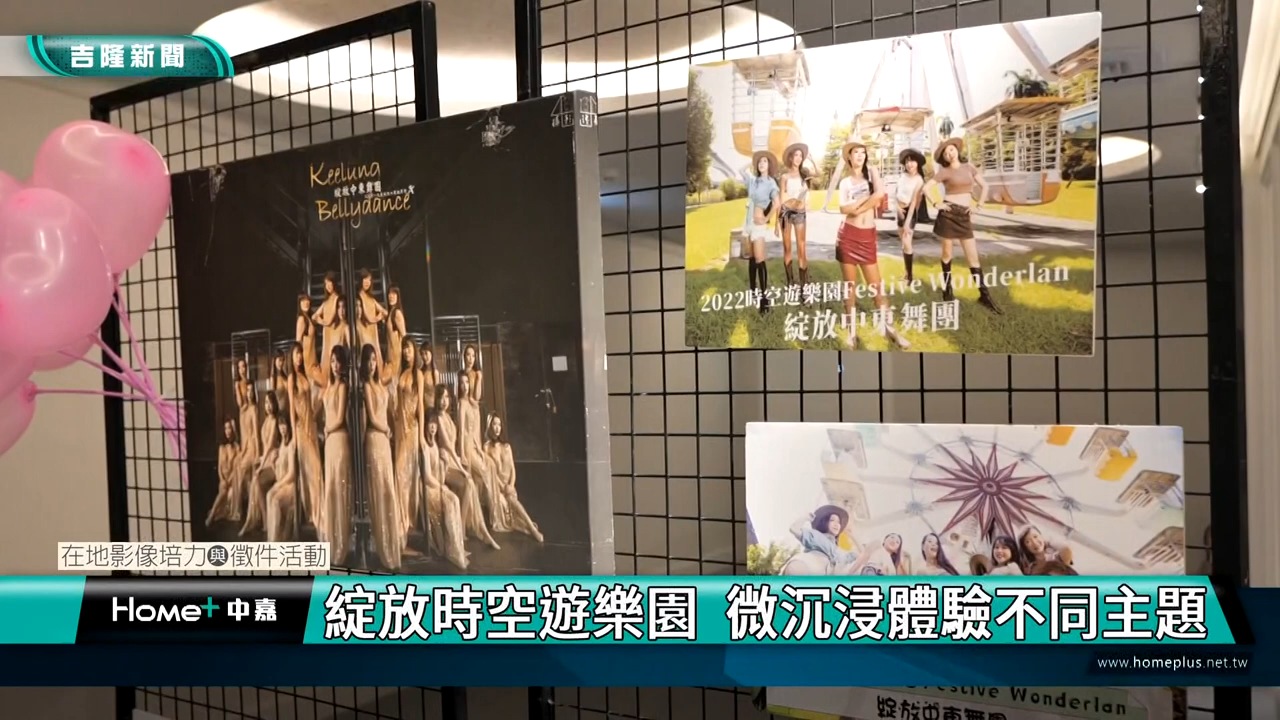 吉隆新聞
Keeluna
綻放中東舞團
Bellydance
2022時空遊樂園Festive Wonderlan
綻放中東舞團
在地影像培力與徵件活動
Home+中嘉
綻放時空遊樂園 微沉浸體驗不同主題
www.homeplus.net.tw
Festive Wonderlan
綻放中東舞團